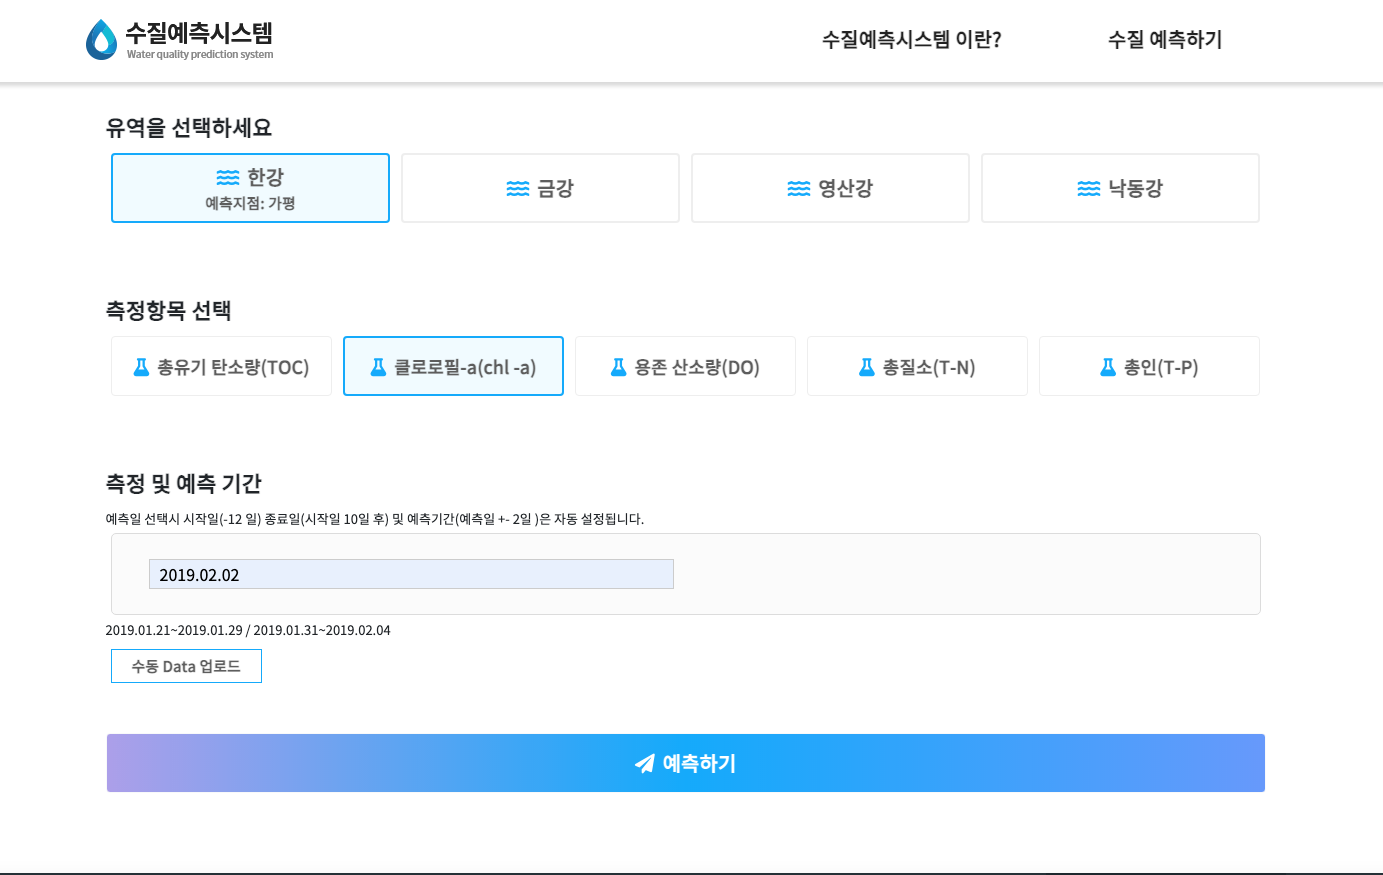 수질예측시스템
Water quality prediction system
수질예측시스템 이란?
수질 예측하기
유역을 선택하세요
한강
예측지점: 가평
금강
영산강
낙동강
측정항목 선택
총유기 탄소량(TOC)
클로로필-a(chl -a)
용존 산소량(DO)
총질소(T-N)
총인(T-P)
측정 및 예측 기간
예측일 선택시 시작일(-12 일) 종료일(시작일 10일 후) 및 예측기간(예측일 +- 2일 )은 자동 설정됩니다.
2019.02.02
2019.01.21~2019.01.29 / 2019.01.31~2019.02.04
수동 Data 업로드
예측하기